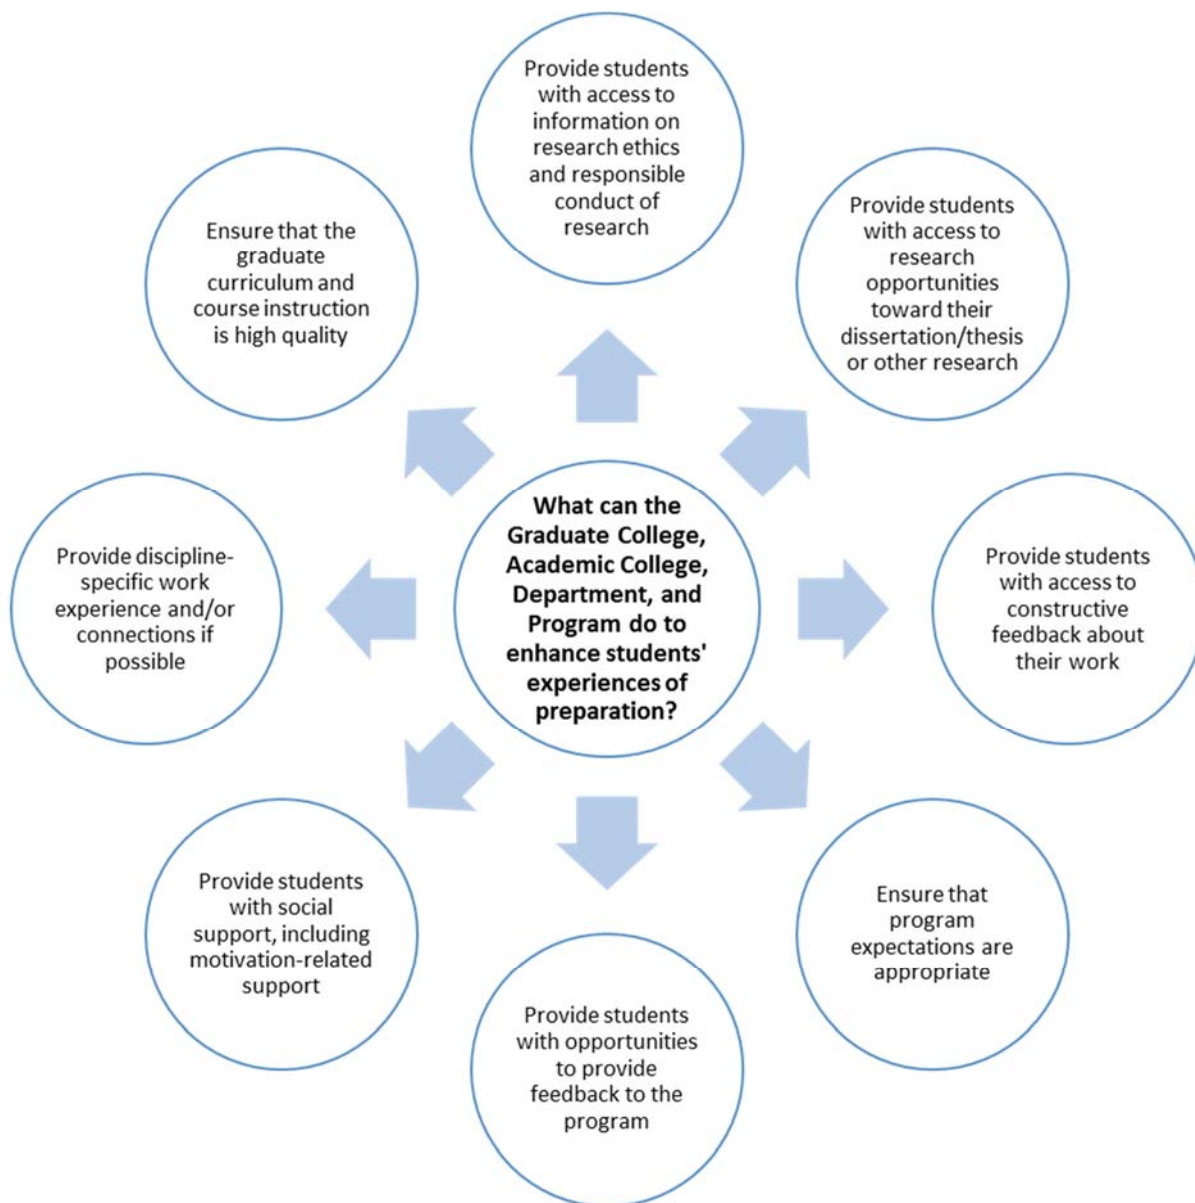 Provide students
with access to
information on
research ethics
and responsible
conduct of
research
Provide students
with access to
research
opportunities
toward their
dissertation/thesis
or other research
Provide students
with access to
constructive
feedback about
their work
Ensure that
program
expectations are
appropriate
Provide students
with opportunities
to provide
feedback to the
program
Provide students
with social
support, including
motivation-related
support
Provide discipline-
specific work
experience and/or
connections if
possible
Ensure that the
graduate
curriculum and
course instruction
is high quality
What can the
Graduate College,
Academic College,
Department, and
Program do to
enhance students'
experiences of
preparation?